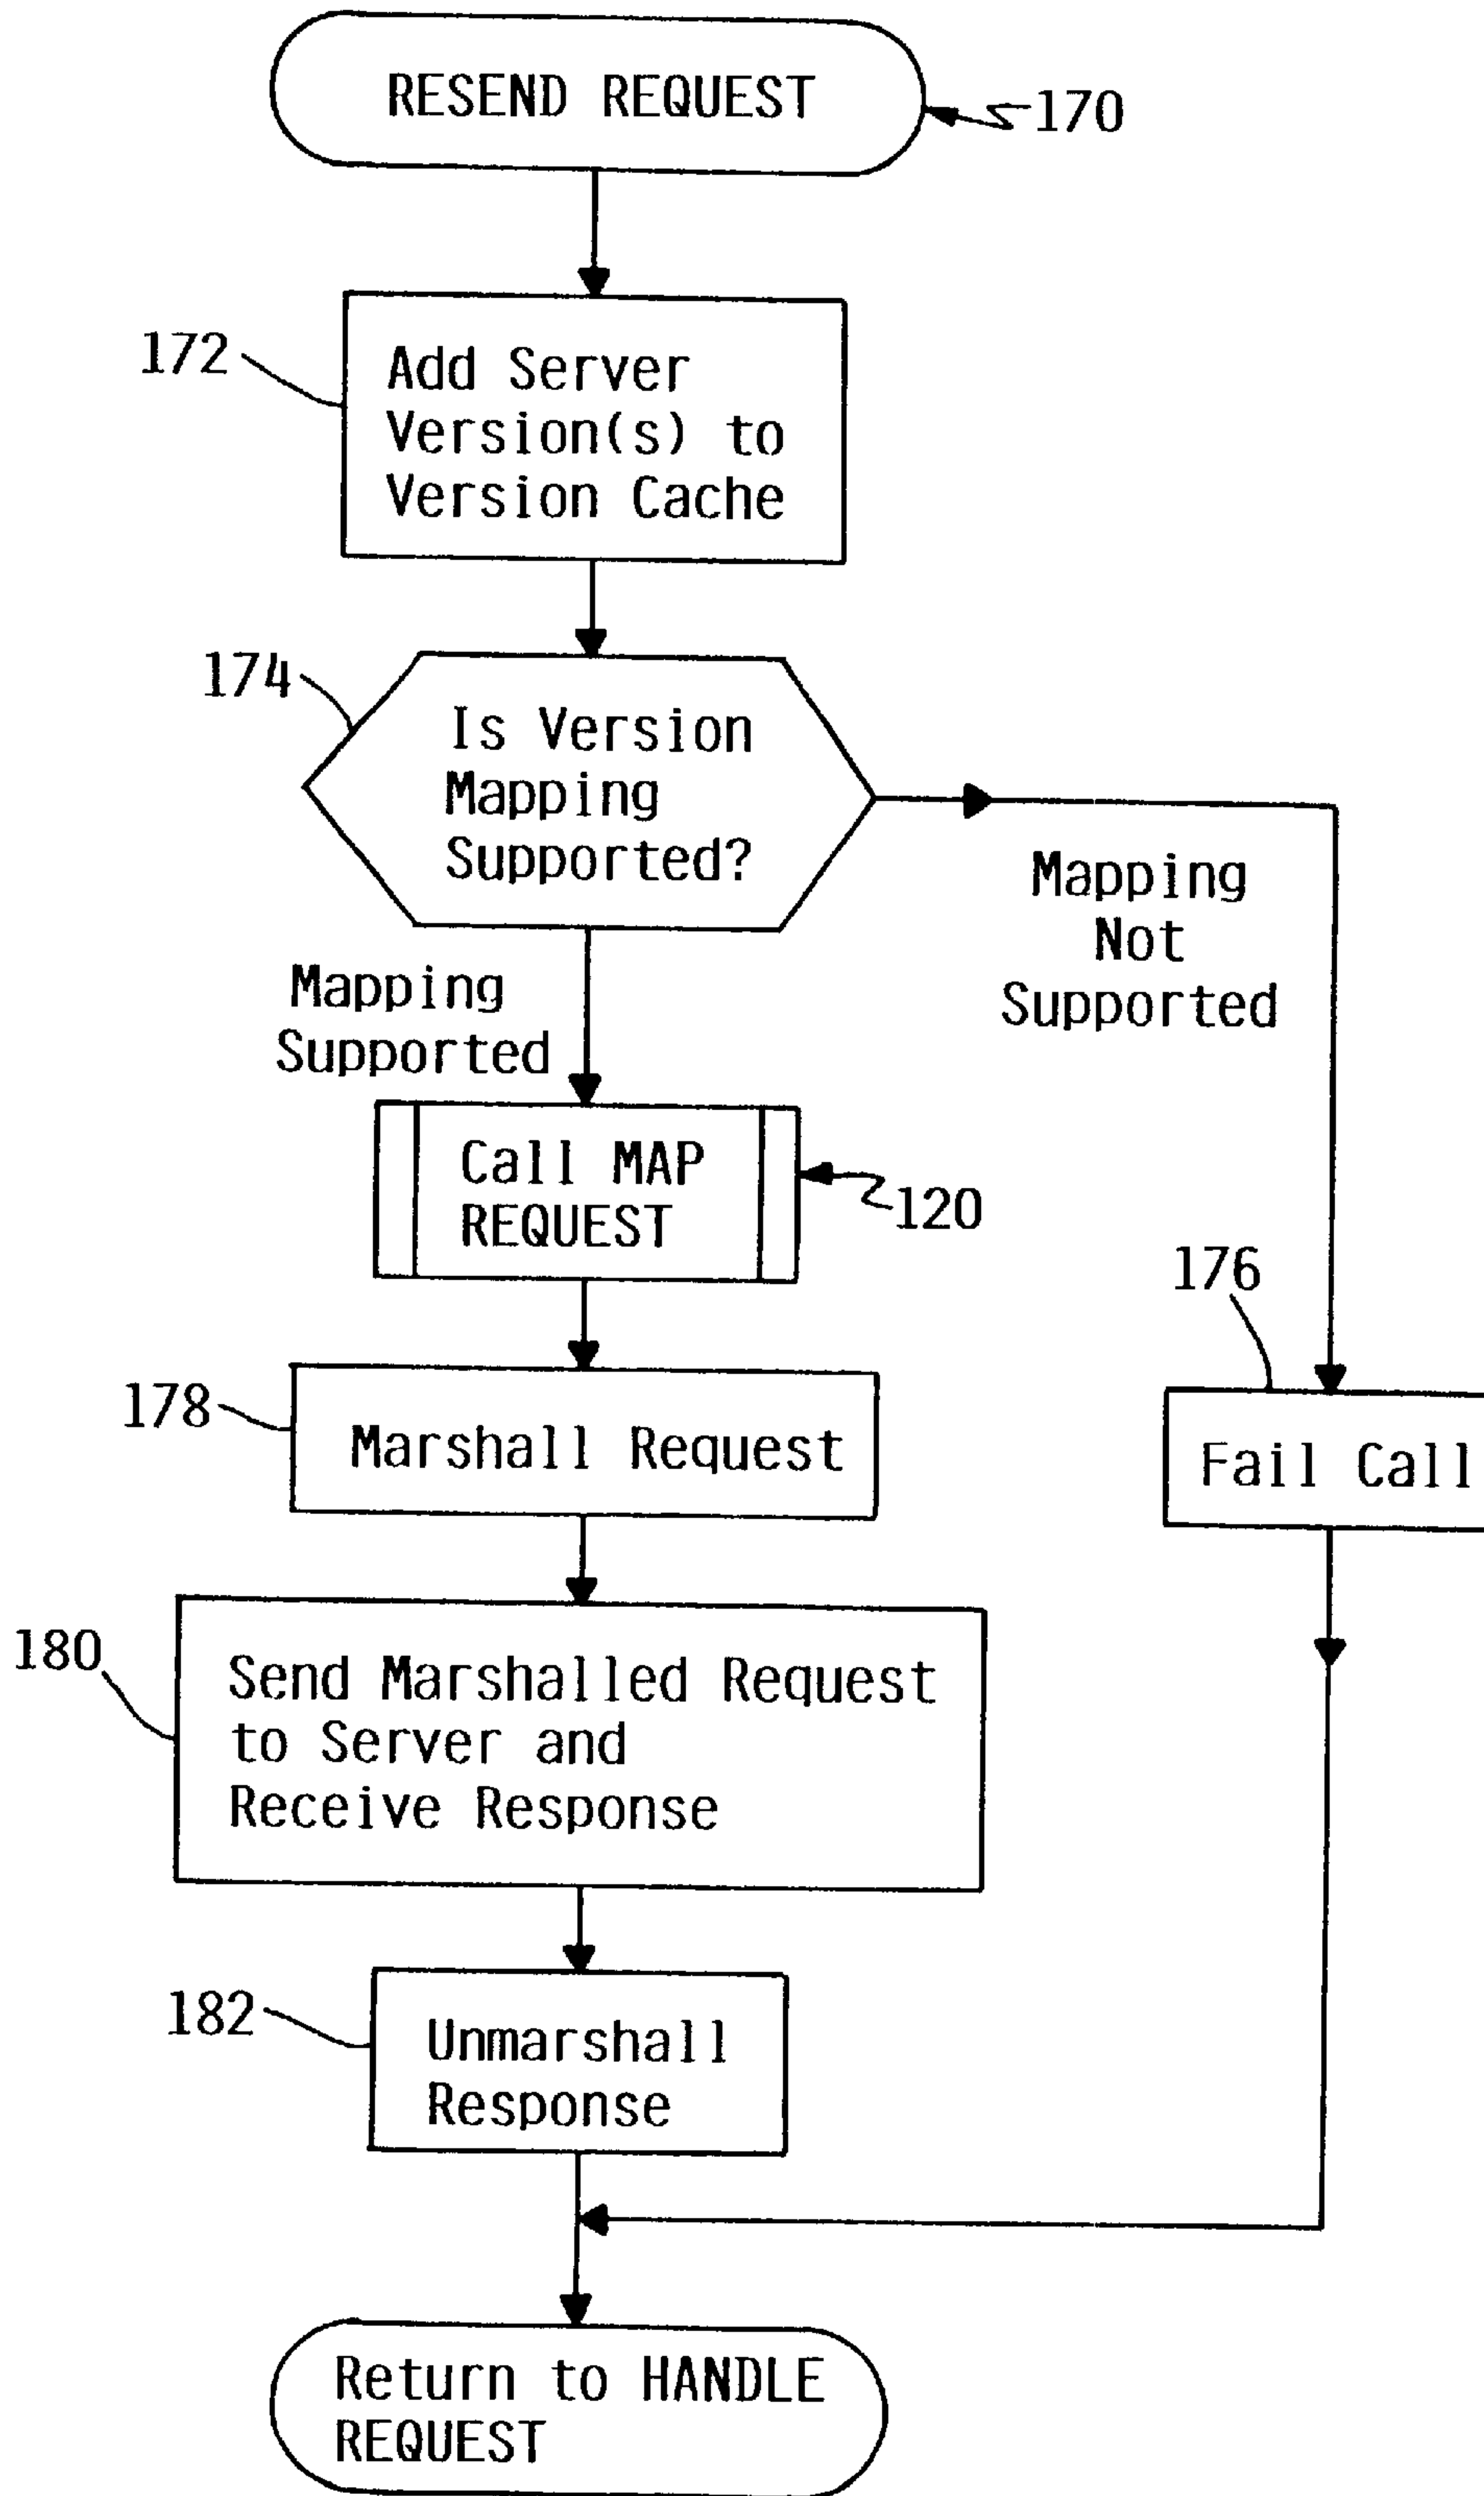 RESEND REQUEST
170
172
Add Server
Version(s) to
Version Cache
174
Is Version
Mapping
Supported?
Mapping
Not
Supported
Mapping
Supported
Call MAP
REQUEST
120
176
178
Marshall Request
Fail Call
180
Send Marshalled Request
to Server and
Receive Response
182
Unmarshall
Response
Return to HANDLE
REQUEST